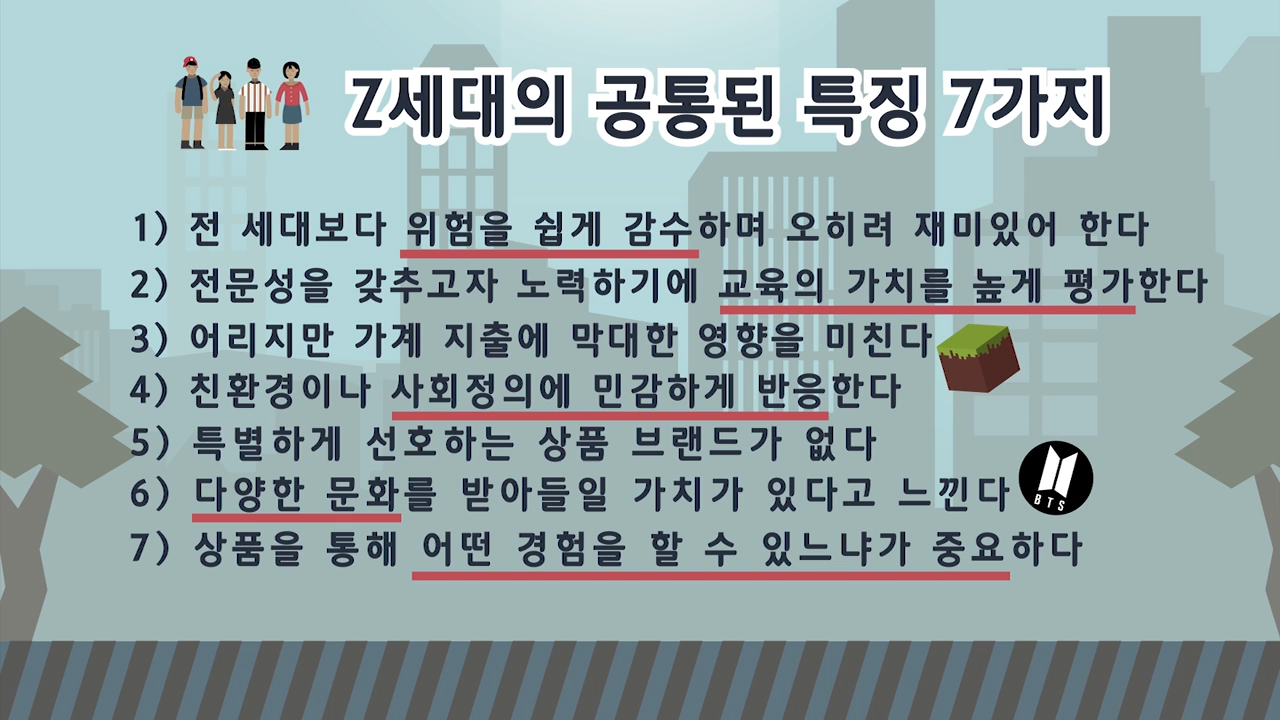 Z세대의 공통된 특징 7가지
1) 전 세대보다 위험을 쉽게 감수하며 오히려 재미있어 한다
2) 전문성을 갖추고자 노력하기에 교육의 가치를 높게 평가한다
3) 어리지만 가계 지출에 막대한 영향을 미친다
4) 친환경이나 사회정의에 민감하게 반응한다
5) 특별하게 선호하는 상품 브랜드가 없다
6) 다양한 문화를 받아들일 가치가 있다고 느낀다
BTS
7) 상품을 통해 어떤 경험을 할 수 있느냐가 중요하다